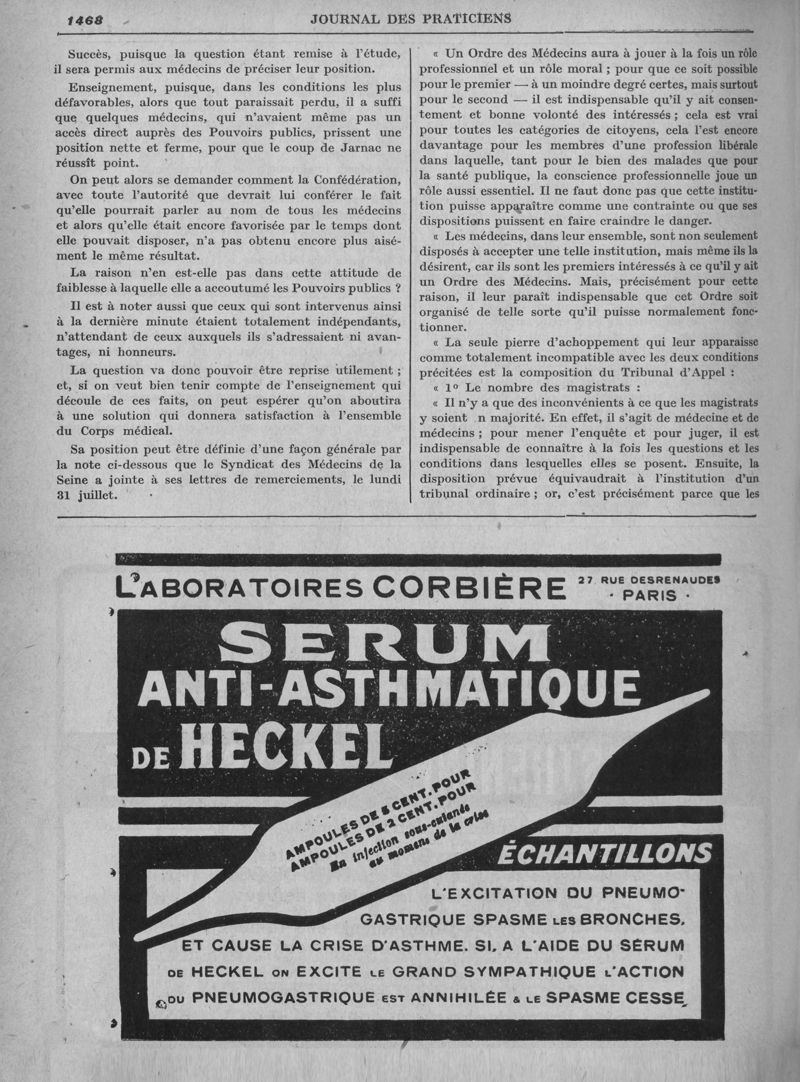 1468
JOURNAL DES PRATICIENS
Succès, puisque la question étant remise à l'étude,
il sera permis aux médecins de préciser leur position.
Enseignement, puisque, dans les conditions les plus
défavorables, alors que tout paraissait perdu, il a suffi
que quelques médecins, qui n'avaient même pas un
accès direct auprès des Pouvoirs publics, prissent une
position nette et ferme, pour que le coup de Jarnac ne
réussît point.
On peut alors se demander comment la Confédération,
avec toute l'autorité que devrait lui conférer le fait
qu'elle pourrait parler au nom de tous les médecins
et alors qu'elle était encore favorisée par le temps dont
elle pouvait disposer, n'a pas obtenu encore plus aisé-
ment le même résultat.
La raison n'en est-elle pas dans cette attitude de
faiblesse à laquelle elle a accoutumé les Pouvoirs publics ?
Il est à noter aussi que ceux qui sont intervenus ainsi
à la dernière minute étaient totalement indépendants,
n'attendant de ceux auxquels ils s'adressaient ni avan-
tages, ni honneurs.
La question va donc pouvoir être reprise utilement ;
et, si on veut bien tenir compte de l'enseignement qui
découle de ces faits, on peut espérer qu'on aboutira
à une solution qui donnera satisfaction à l'ensemble
du Corps médical.
Sa position peut être définie d'une façon générale par
la note ci-dessous que le Syndicat des Médecins de la
Seine a jointe à ses lettres de remerciements, le lundi
31 juillet.
« Un Ordre des Médecins aura à jouer à la fois un rôle
professionnel et un rôle moral ; pour que ce soit possible
pour le premier — à un moindre degré certes, mais surtout
pour le second — il est indispensable qu'il y ait consen-
tement et bonne volonté des intéressés ; cela est vrai
pour toutes les catégories de citoyens, cela l'est encore
davantage pour les membres d'une profession libérale
dans laquelle, tant pour le bien des malades que pour
la santé publique, la conscience professionnelle joue un
rôle aussi essentiel. Il ne faut donc pas que cette institu-
tion puisse apparaître comme une contrainte ou que ses
dispositions puissent en faire craindre le danger.
« Les médecins, dans leur ensemble, sont non seulement
disposés à accepter une telle institution, mais même ils la
désirent, car ils sont les premiers intéressés à ce qu'il y ait
un Ordre des Médecins. Mais, précisément pour cette
raison, il leur paraît indispensable que cet Ordre soit
organisé de telle sorte qu'il puisse normalement fonc-
tionner.
« La seule pierre d'achoppement qui leur apparaisse
comme totalement incompatible avec les deux conditions
précitées est la composition du Tribunal d'Appel :
« 1º Le nombre des magistrats :
« Il n'y a que des inconvénients à ce que les magistrats
y soient n majorité. En effet, il s'agit de médecine et de
médecins ; pour mener l'enquête et pour juger, il est
indispensable de connaître à la fois les questions et les
conditions dans lesquelles elles se posent. Ensuite, la
disposition prévue équivaudrait à l'institution d'un
tribunal ordinaire ; or, c'est précisément parce que les
LABORATOIRES CORBIÈRE
27 RUE DESRENAUDES
· PARIS ·
SERUM
ANTI-ASTHMATIQUE
DE HECKEL
AMPOULES DE 5 CENT. POUR
AMPOULES DE 2 CENT. POUR
En injection sous-cutanée
au moment de la crise
ÉCHANTILLONS
L'EXCITATION DU PNEUMO-
GASTRIQUE SPASME LES BRONCHES,
ET CAUSE LA CRISE D'ASTHME. SI, A L'AIDE DU SÉRUM
DE HECKEL ON EXCITE LE GRAND SYMPATHIQUE L'ACTION
DU PNEUMOGASTRIQUE EST ANNIHILÉE & LE SPASME CESSE